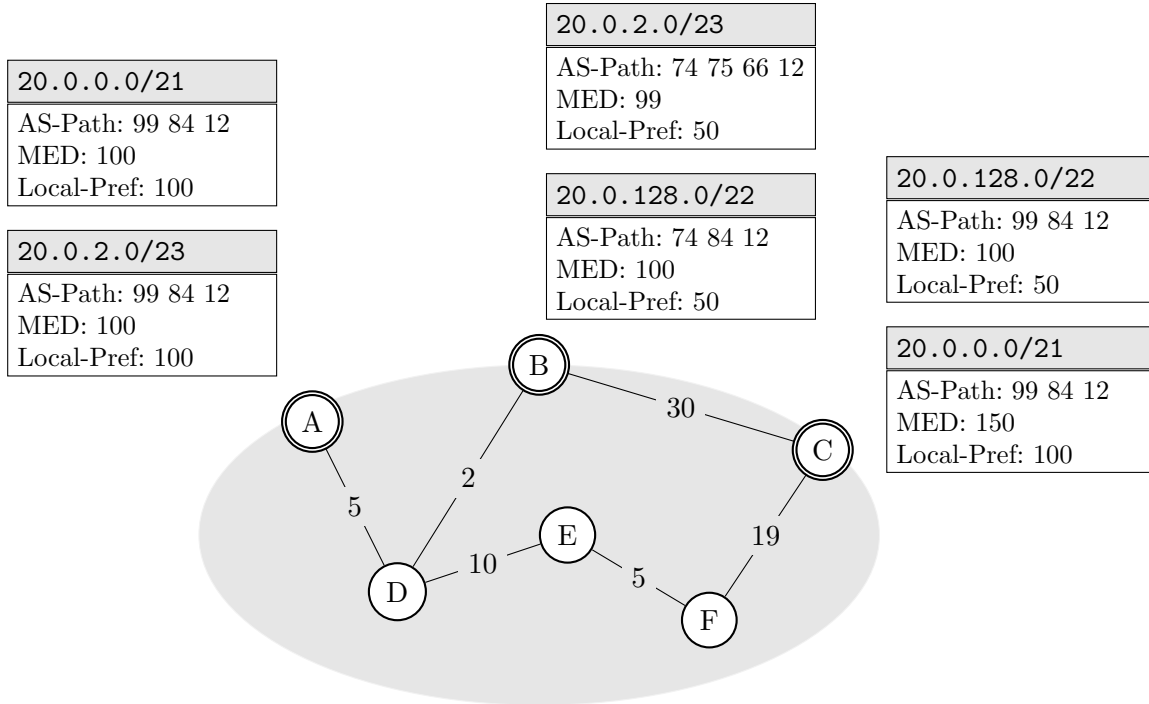 20.0.0.0/21
AS-Path: 99 84 12
MED: 100
Local-Pref: 100
20.0.2.0/23
AS-Path: 99 84 12
MED: 100
Local-Pref: 100
20.0.2.0/23
AS-Path: 74 75 66 12
MED: 99
Local-Pref: 50
20.0.128.0/22
AS-Path: 74 84 12
MED: 100
Local-Pref: 50
20.0.128.0/22
AS-Path: 99 84 12
MED: 100
Local-Pref: 50
20.0.0.0/21
AS-Path: 99 84 12
MED: 150
Local-Pref: 100
B
A
30
C
2
5
E
19
10
5
D
F